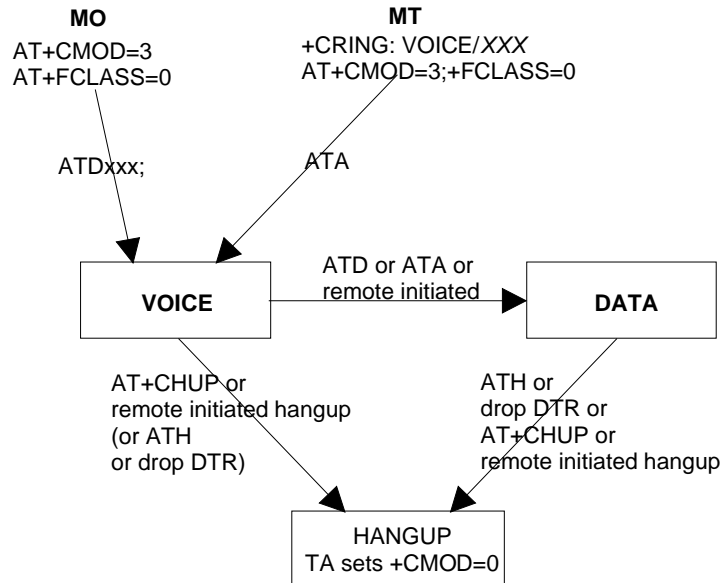 MO
AT+CMOD=3
AT+FCLASS=0
MT
+CRING: VOICE/XXX
AT+CMOD=3;+FCLASS=0
ATDxxx;
ATA
VOICE
ATD or ATA or
remote initiated
DATA
AT+CHUP or
remote initiated hangup
(or ATH
or drop DTR)
ATH or
drop DTR or
AT+CHUP or
remote initiated hangup
HANGUP
TA sets +CMOD=0